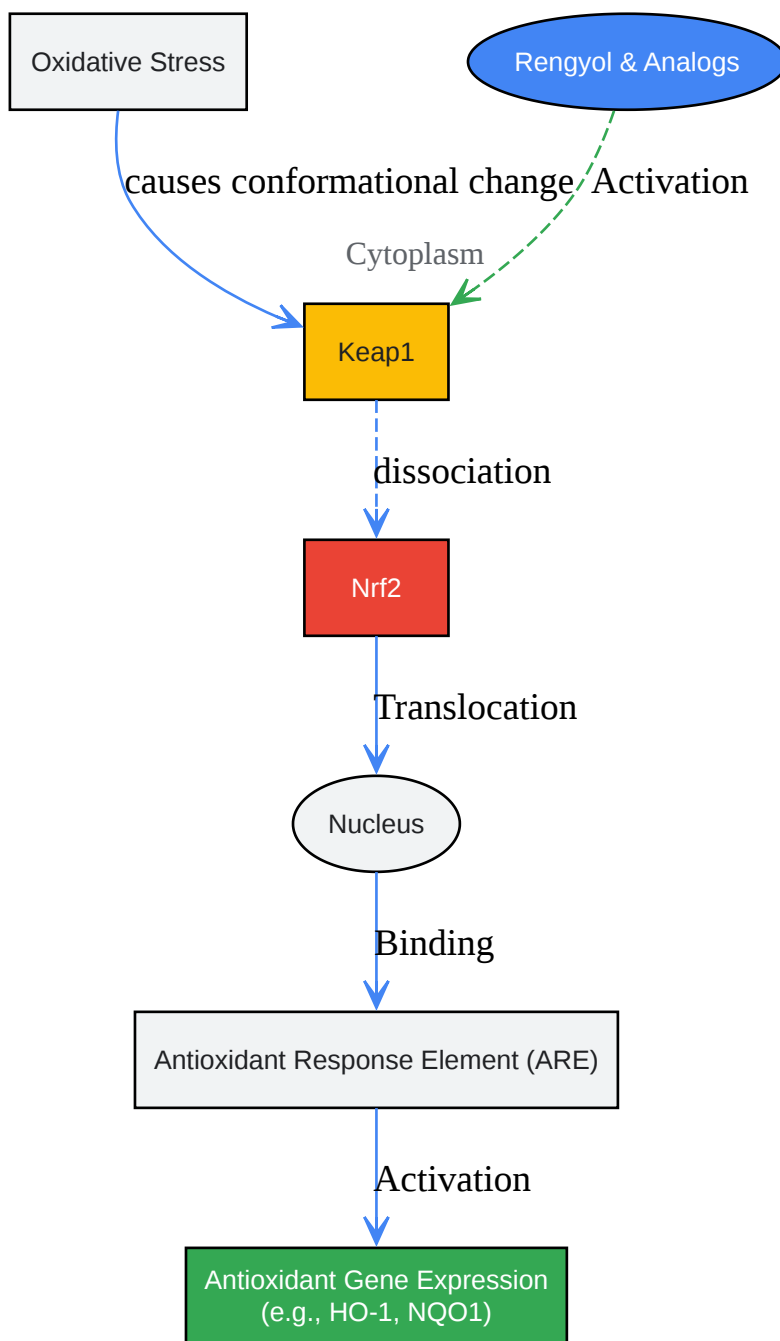 Oxidative Stress
Rengyol & Analogs
causes conformational change
Activation
Cytoplasm
Keap1
dissociation
Nrf2
Translocation
Nucleus
Binding
Antioxidant Response Element (ARE)
Activation
Antioxidant Gene Expression
(e.g., HO-1, NQO1)